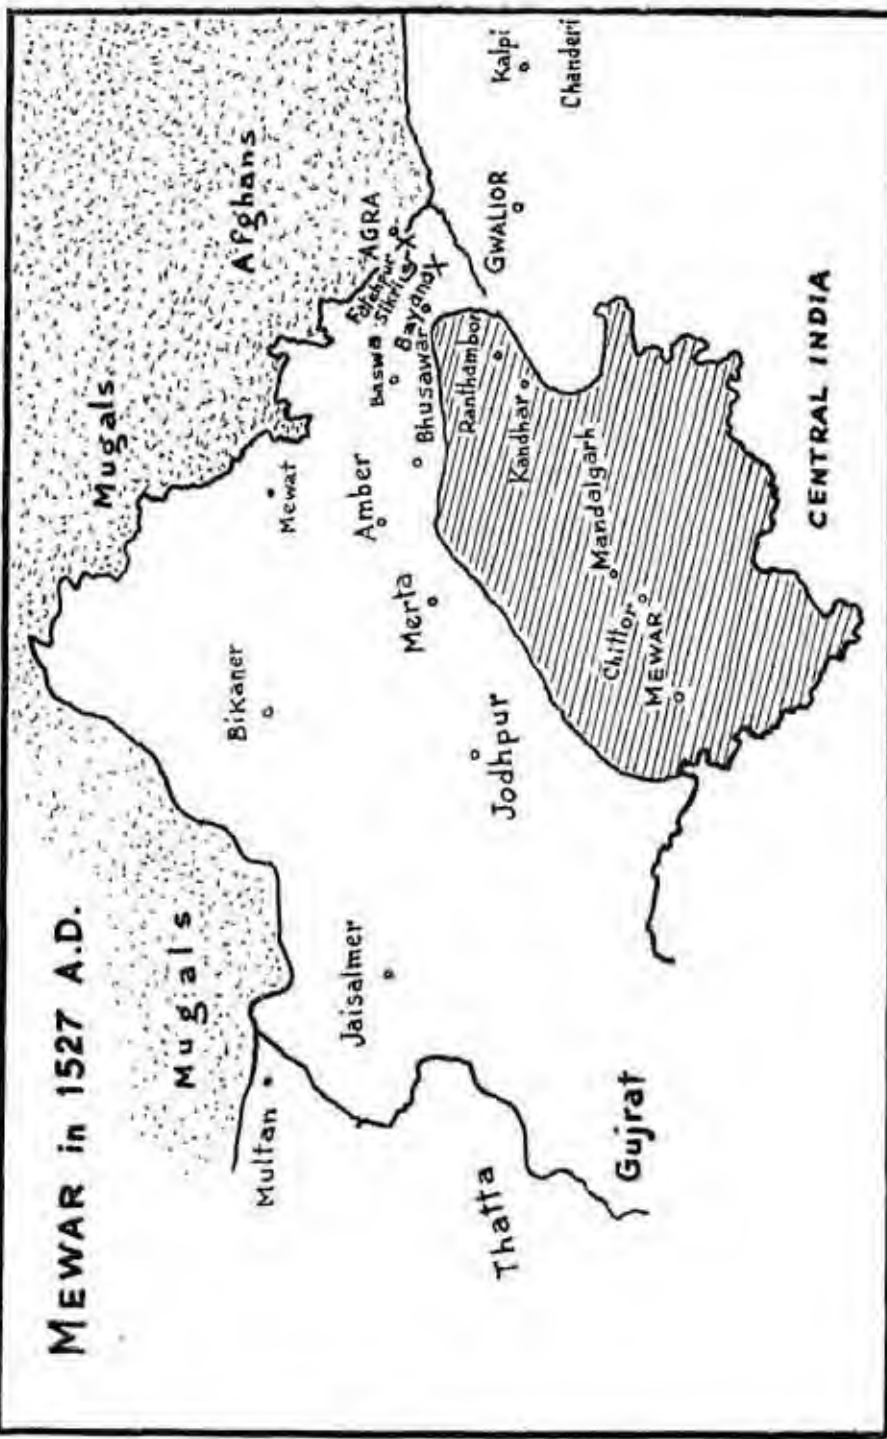 MEWAR in 1527 A.D.
Mugals
Mugals
Afghans
Multan
Bikaner
Mewat
AGRA
Fatehpur
Sikri
Jaisalmer
Amber
Baswa
Bayana
Bhusawar
Merta
Jodhpur
Thatta
Gujrat
Ranthambor
Kandhar
Mandalgarh
Chittor
MEWAR
GWALIOR
Kalpi
Chanderi
CENTRAL INDIA